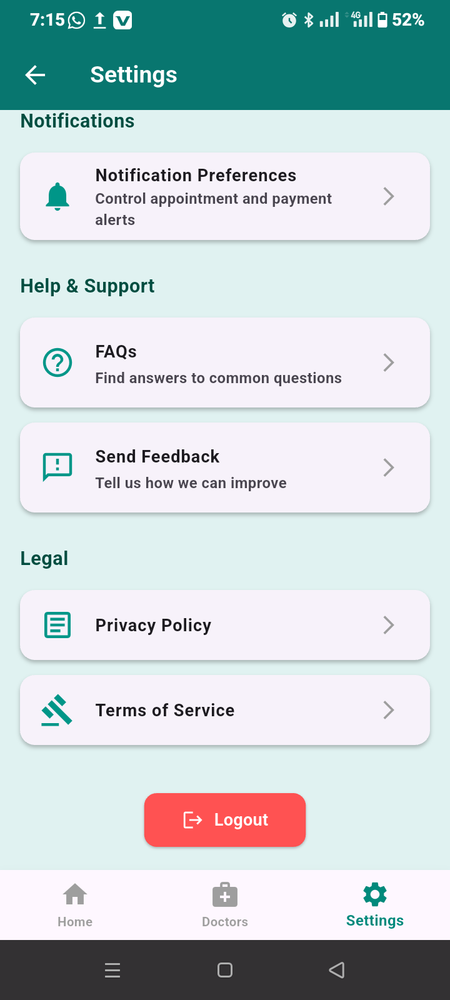 7:15 4G 52%
Settings
Notifications
Notification Preferences
Control appointment and payment
alerts
Help & Support
FAQs
Find answers to common questions
Send Feedback
Tell us how we can improve
Legal
Privacy Policy
Terms of Service
Logout
Home Doctors Settings